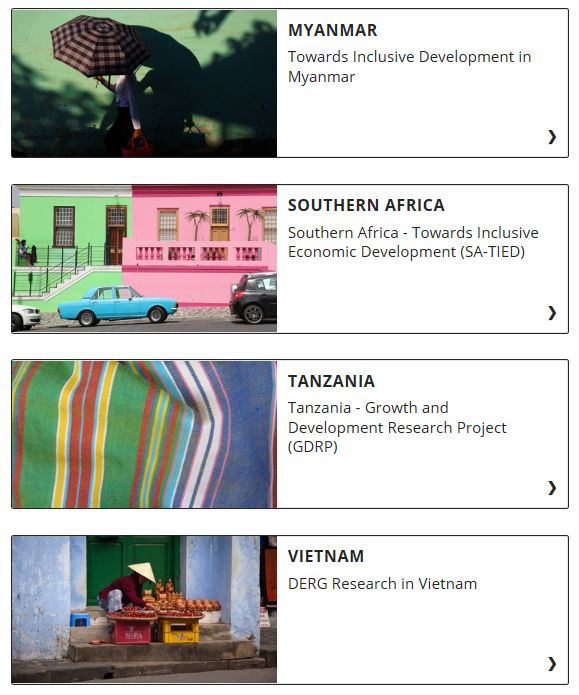 MYANMAR
Towards Inclusive Development in
Myanmar
SOUTHERN AFRICA
Southern Africa - Towards Inclusive
Economic Development (SA-TIED)
TANZANIA
Tanzania - Growth and
Development Research Project
(GDRP)
VIETNAM
DERG Research in Vietnam